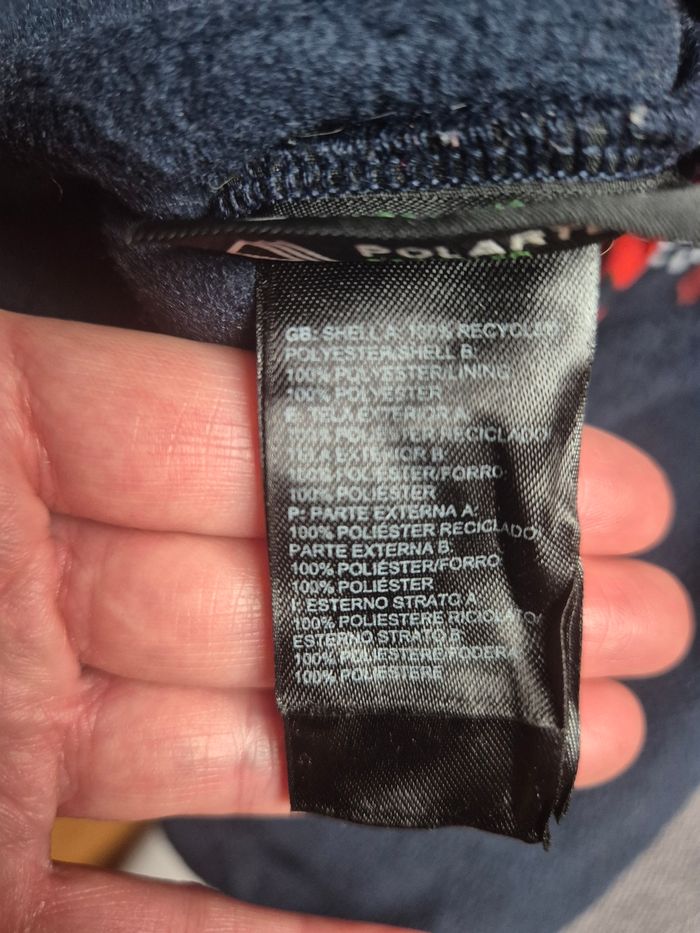 POLART
GB: SHELL A: 100% RECYCLED
POLYESTER/SHELL B:
100% POLYESTER/LINING:
100% POLYESTER
E: TELA EXTERIOR A:
100% POLIÉSTER RECICLADO/
TELA EXTERIOR B:
100% POLIÉSTER/FORRO:
100% POLIÉSTER
P: PARTE EXTERNA A:
100% POLIÉSTER RECICLADO/
PARTE EXTERNA B:
100% POLIÉSTER/FORRO:
100% POLIÉSTER
I: ESTERNO STRATO A:
100% POLIESTERE RICICLATO/
ESTERNO STRATO B:
100% POLIESTERE/FODERA:
100% POLIESTERE